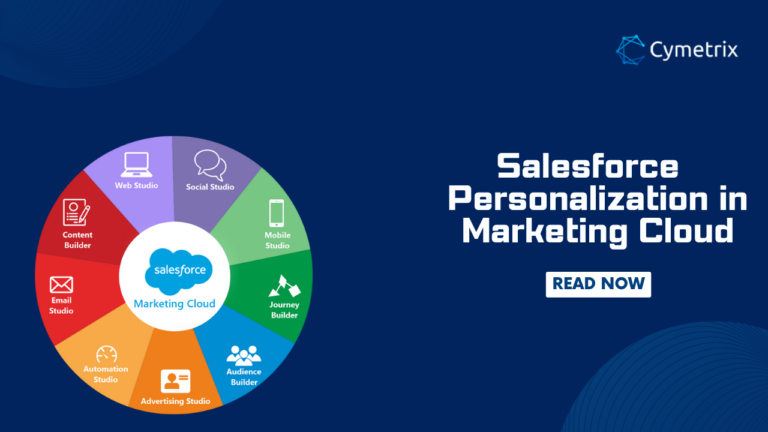 Cymetrix
Salesforce
Personalization in
Marketing Cloud
READ NOW
Web Studio
Social Studio
Mobile
Studio
Journey
Builder
Audience
Builder
Advertising Studio
Automation
Studio
Email
Studio
Content
Builder
salesforce
Marketing Cloud